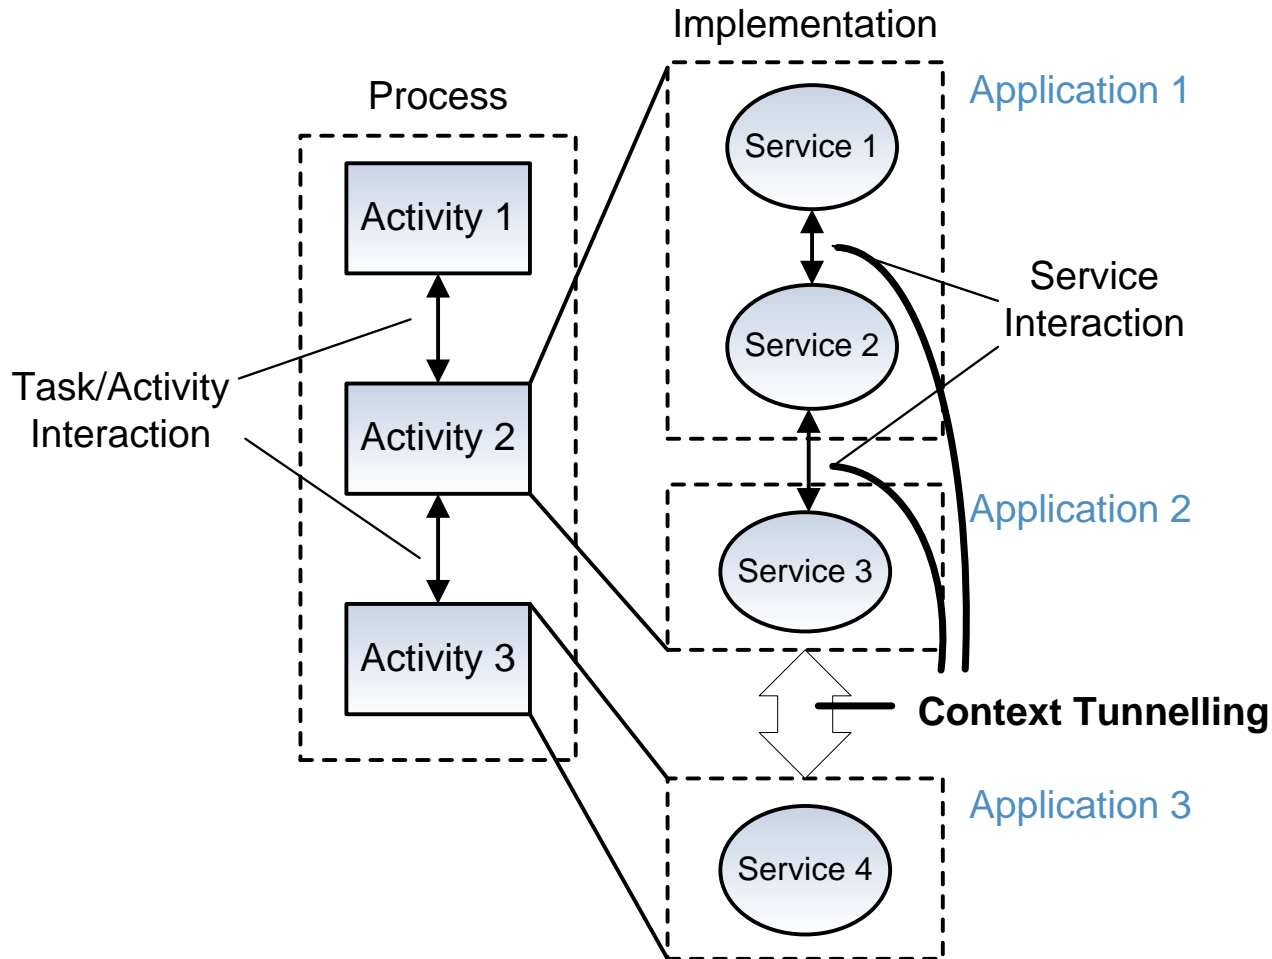 Implementation
Process
Application 1
Service 1
Activity 1
Service
Interaction
Service 2
Task/Activity
Interaction
Activity 2
Application 2
Service 3
Activity 3
Context Tunnelling
Application 3
Service 4